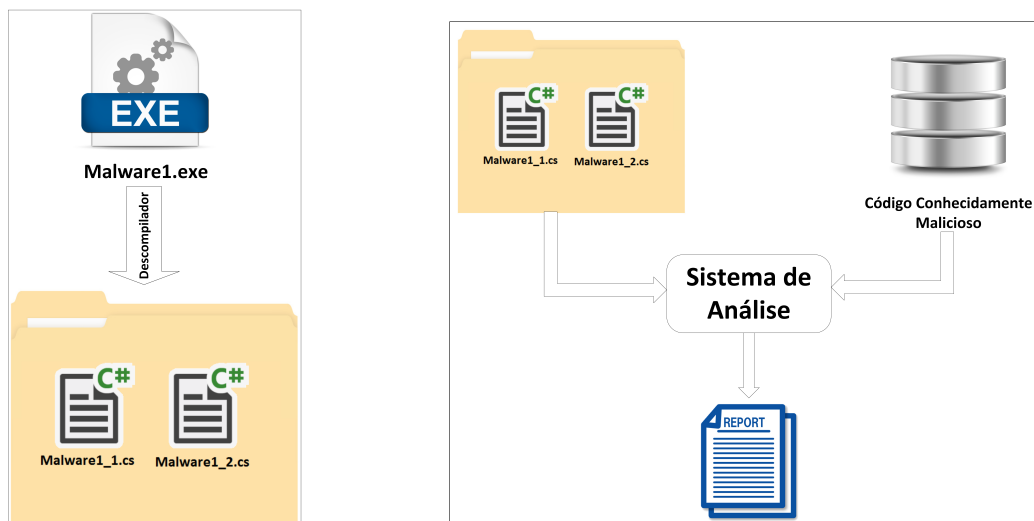 EXE
Malware1.exe
Descompilador
C#
C#
Malware1_1.cs
Malware1_2.cs
C#
C#
Malware1_1.cs
Malware1_2.cs
Código Conhecidamente
Malicioso
Sistema de
Análise
REPORT